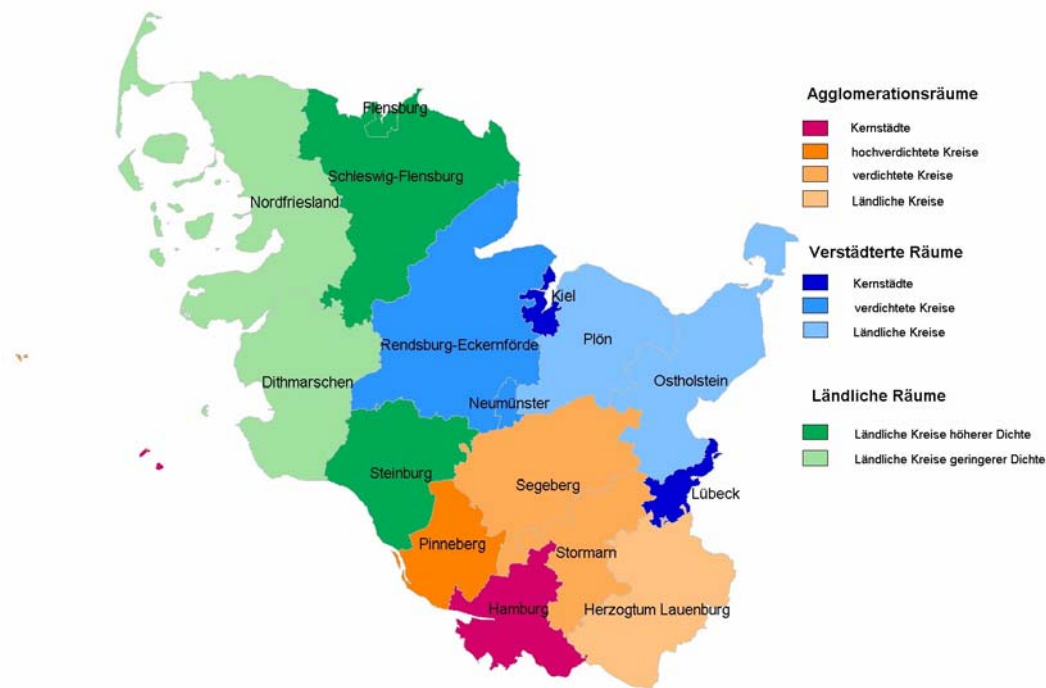 Flensburg
Schleswig-Flensburg
Nordfriesland
Kiel
Plön
Rendsburg-Eckernförde
Ostholstein
Dithmarschen
Neumünster
Steinburg
Segeberg
Lübeck
Pinneberg
Stormarn
Hamburg
Herzogtum Lauenburg
Agglomerationsräume
Kernstädte
hochverdichtete Kreise
verdichtete Kreise
Ländliche Kreise
Verstädterte Räume
Kernstädte
verdichtete Kreise
Ländliche Kreise
Ländliche Räume
Ländliche Kreise höherer Dichte
Ländliche Kreise geringerer Dichte